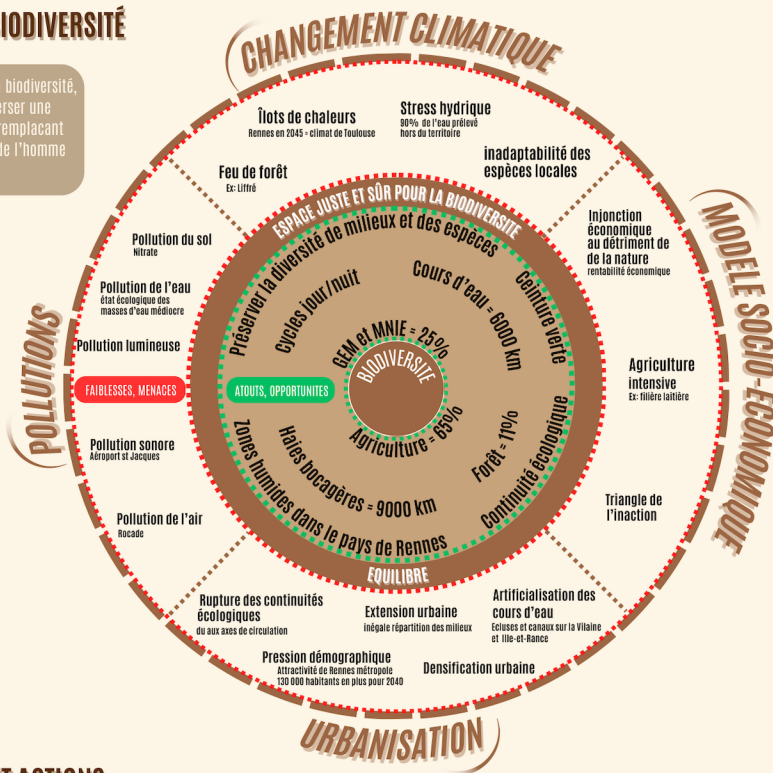 IODIVERSITÉ
biodiversité,
erser une
remplacant
de l'homme
CHANGEMENT CLIMATIQUE
Îlots de chaleurs
Rennes en 2045 = climat de Toulouse
Stress hydrique
90% de l'eau prélevé
hors du territoire
Feu de forêt
Ex: Liffré
inadaptabilité des
espèces locales
MODELE SOCIO-ÉCONOMIQUE
Injonction
économique
au détriment de
de la nature
rentabilité économique
Agriculture
intensive
Ex: filière laitière
Triangle de
l'inaction
POLLUTIONS
Pollution du sol
Nitrate
Pollution de l'eau
état écologique des
masses d'eau médiocre
Pollution lumineuse
FAIBLESSES, MENACES
Pollution sonore
Aéroport st Jacques
Pollution de l'air
Rocade
ESPACE JUSTE ET SÛR POUR LA BIODIVERSITE
Préserver la diversité de milieux et des espèces
Cycles jour/nuit
Cours d'eau = 6000 km
Ceinture verte
GEM et MNIE = 25%
BIODIVERSITE
ATOUTS, OPPORTUNITES
Agriculture = 65%
Forêt = 11%
Continuité écologique
Haies bocagères = 9000 km
Zones humides dans le pays de Rennes
EQUILIBRE
Rupture des continuités
écologiques
du aux axes de circulation
Extension urbaine
inégale répartition des milieux
Artificialisation des
cours d'eau
Ecluses et canaux sur la Vilaine
et Ille-et-Rance
Pression démographique
Attractivité de Rennes métropole
130 000 habitants en plus pour 2040
Densification urbaine
URBANISATION